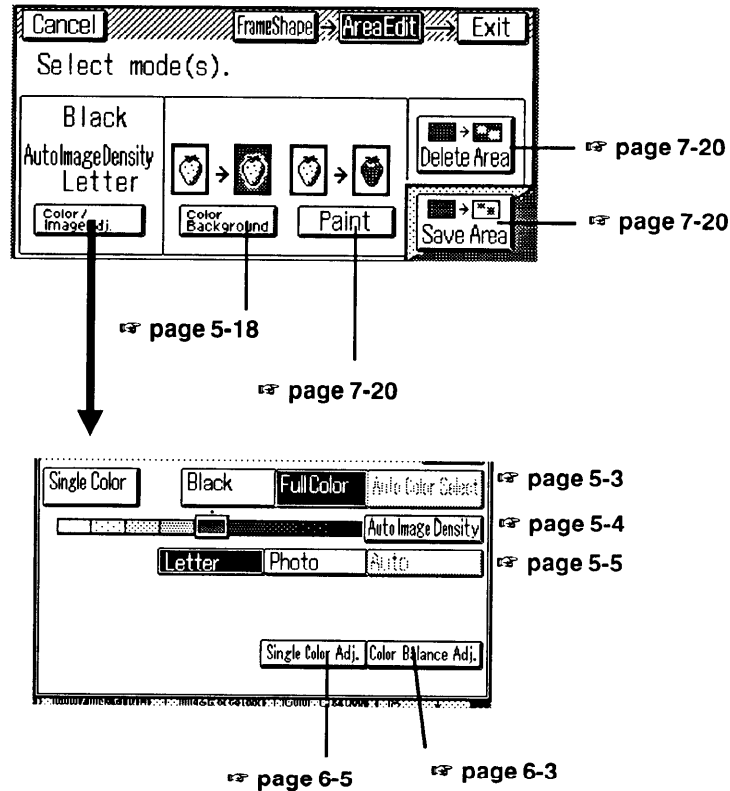 Cancel FrameShape → AreaEdit → Exit
Select mode(s).
Black
AutoImageDensity
Letter
Color /
ImageAdj.
Color
Background
Paint
Delete Area
Save Area
☞ page 7-20
☞ page 7-20
☞ page 5-18
☞ page 7-20
Single Color Black Full Color Auto Color Select ☞ page 5-3
Auto Image Density ☞ page 5-4
Letter Photo Auto ☞ page 5-5
Single Color Adj. Color Balance Adj.
☞ page 6-5 ☞ page 6-3